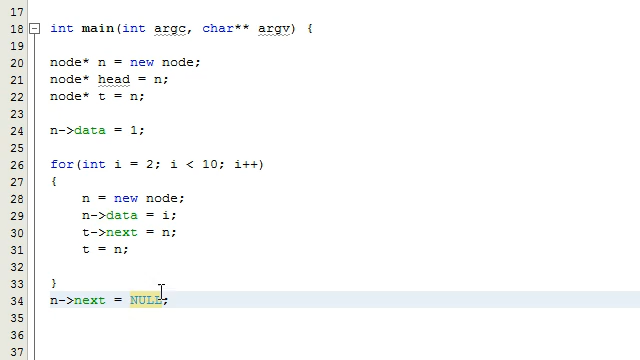 17
18 int main(int argc, char** argv) {
19
20 node* n = new node;
21 node* head = n;
22 node* t = n;
23
24 n->data = 1;
25
26 for(int i = 2; i < 10; i++)
27 {
28 n = new node;
29 n->data = i;
30 t->next = n;
31 t = n;
32
33 }
34 n->next = NULL;
35
36
37